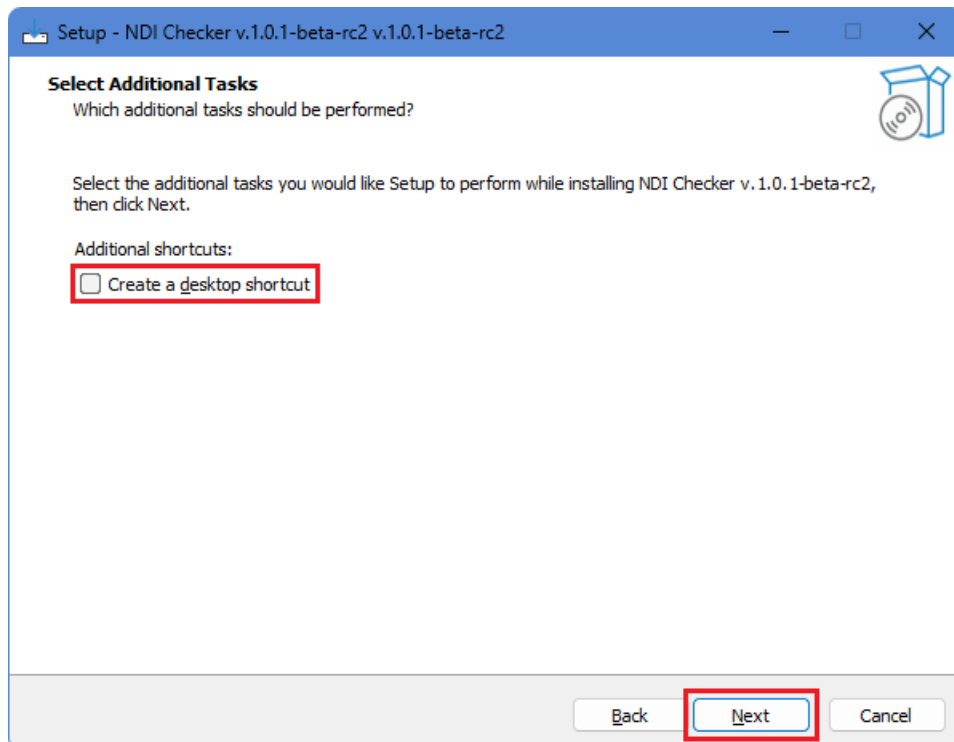 Setup - NDI Checker v.1.0.1-beta-rc2 v.1.0.1-beta-rc2
Select Additional Tasks
Which additional tasks should be performed?
Select the additional tasks you would like Setup to perform while installing NDI Checker v.1.0.1-beta-rc2,
then click Next.
Additional shortcuts:
Create a desktop shortcut
Back Next Cancel